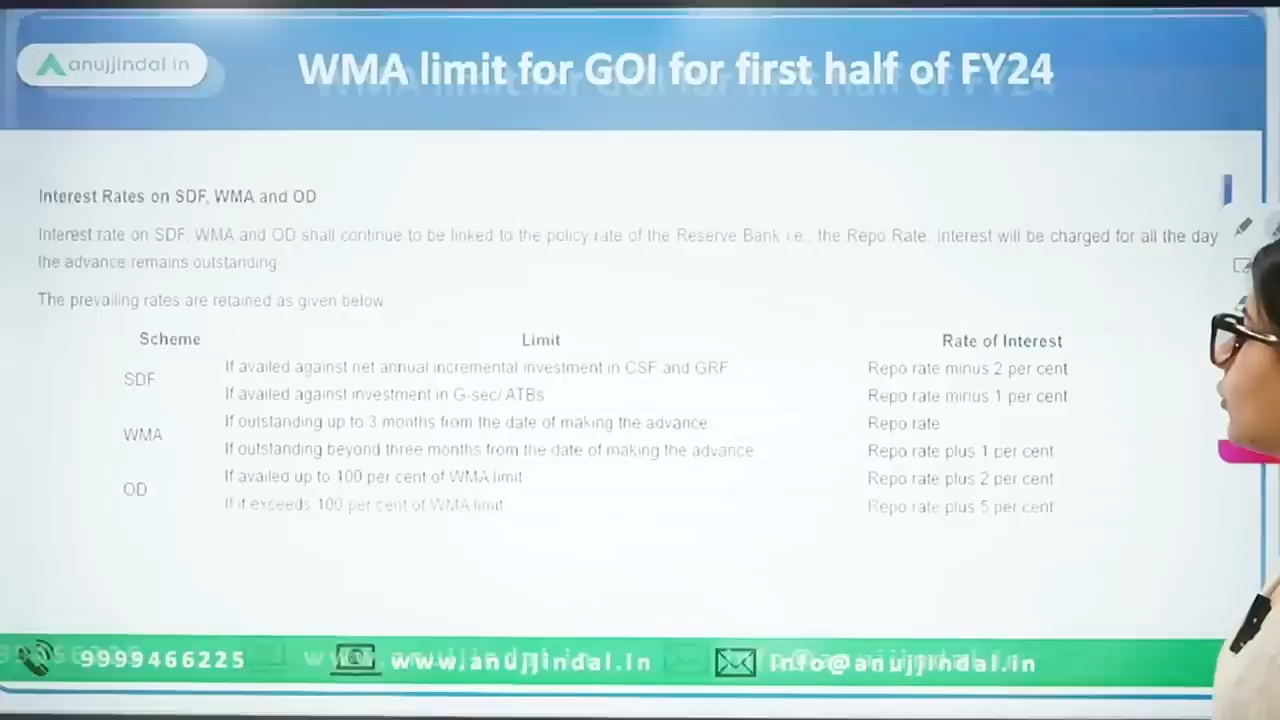 anujjindal in
WMA limit for GOI for first half of FY24
Interest Rates on SDF, WMA and OD
Interest rate on SDF, WMA and OD shall continue to be linked to the policy rate of the Reserve Bank i.e., the Repo Rate. Interest will be charged for all the day
the advance remains outstanding
The prevailing rates are retained as given below
Scheme Limit Rate of Interest
SDF
If availed against net annual incremental investment in CSF and GRF Repo rate minus 2 per cent
If availed against investment in G-sec/ ATBs Repo rate minus 1 per cent
WMA
If outstanding up to 3 months from the date of making the advance Repo rate
If outstanding beyond three months from the date of making the advance Repo rate plus 1 per cent
OD
If availed up to 100 per cent of WMA limit Repo rate plus 2 per cent
If it exceeds 100 per cent of WMA limit Repo rate plus 5 per cent
9999466225 www.anujjindal.in info@anujjindal.in